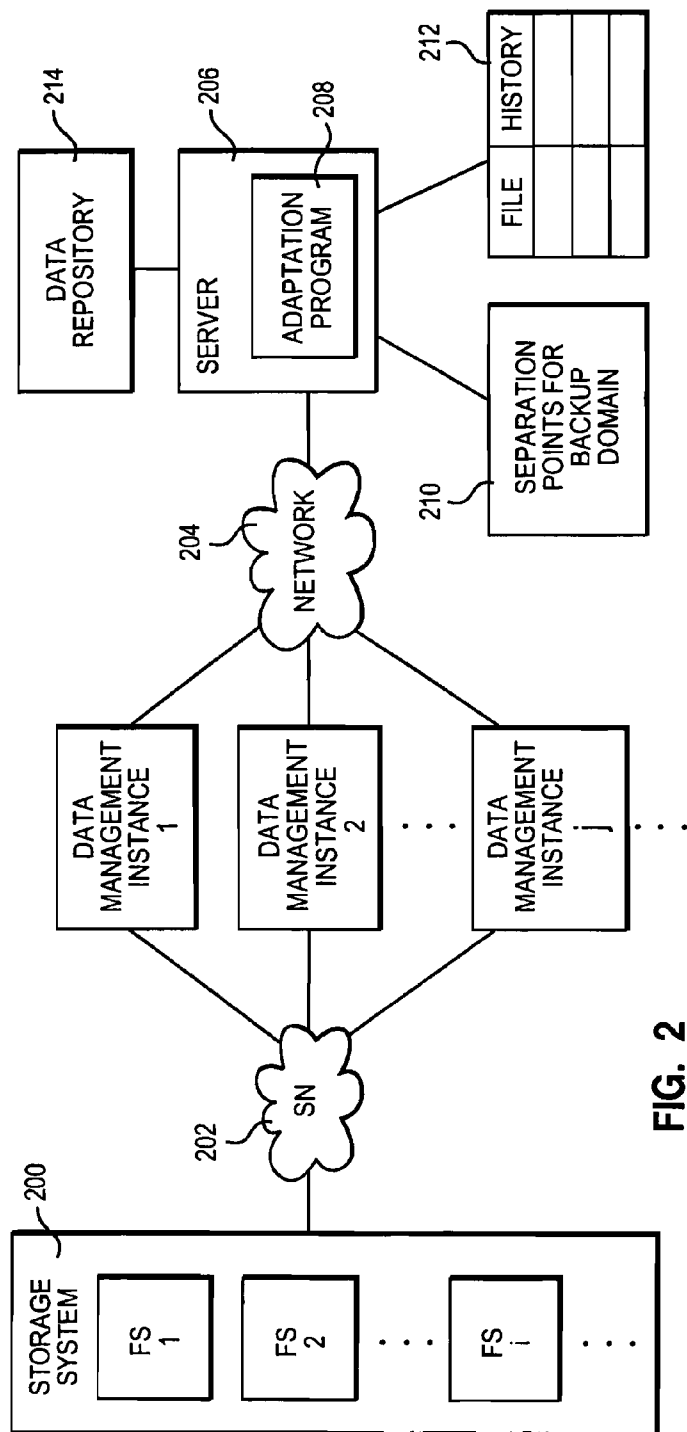 STORAGE
SYSTEM
200
FS
1
FS
2
. . .
FS
i
. . .
202
SN
DATA
MANAGEMENT
INSTANCE
1
DATA
MANAGEMENT
INSTANCE
2
. . .
DATA
MANAGEMENT
INSTANCE
j
. . .
204
NETWORK
DATA
REPOSITORY
214
SERVER
206
ADAPTATION
PROGRAM
208
210
SEPARATION
POINTS FOR
BACKUP
DOMAIN
212
FILE HISTORY
FIG. 2